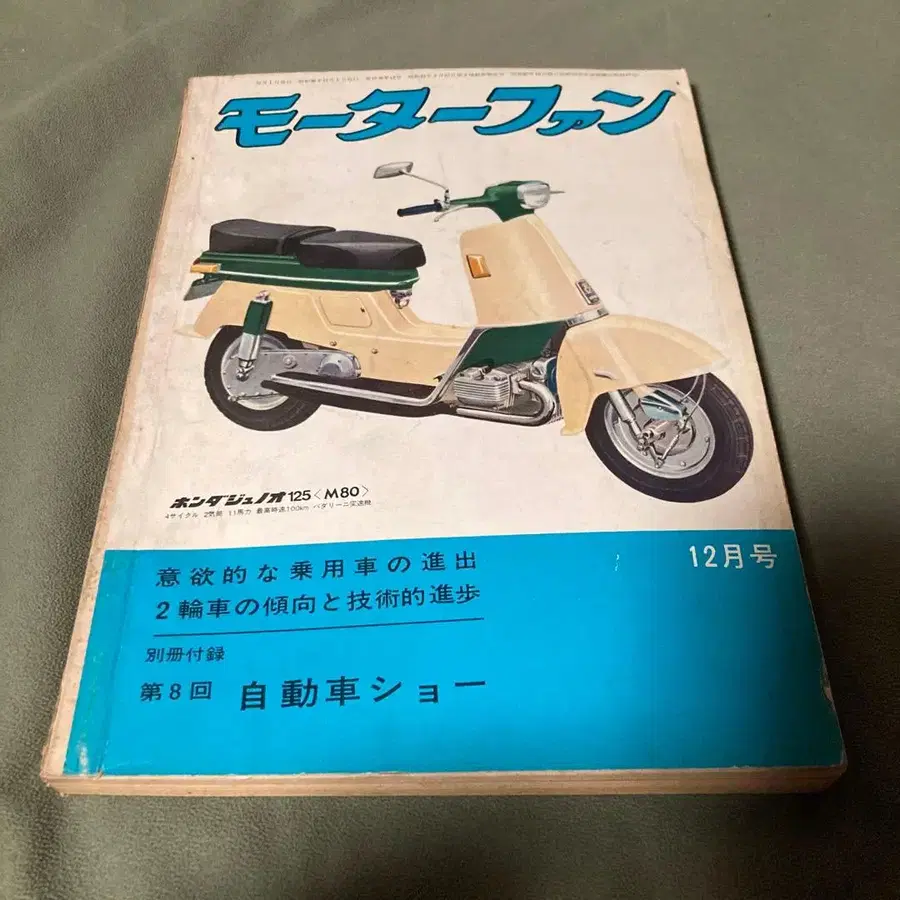 モーターファン
ホンダジュノオ125〈M80〉
4サイクル 2気筒 11馬力 最高時速100km バダリーニ変速機
12月号
意欲的な乗用車の進出
2輪車の傾向と技術的進歩
別冊付録
第8回 自動車ショー